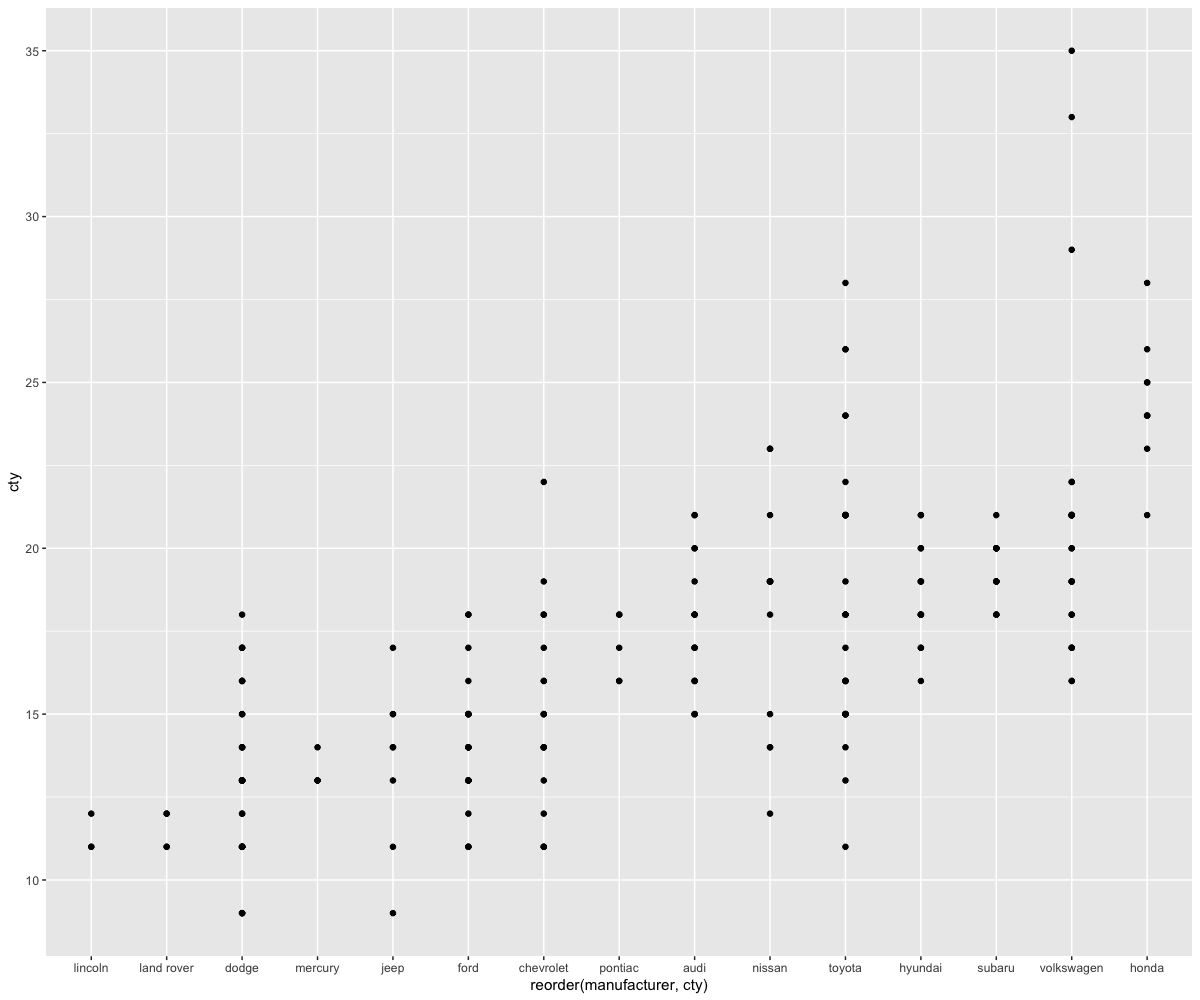 cty
35
30
25
20
15
10
lincoln land rover dodge mercury jeep ford chevrolet pontiac audi nissan toyota hyundai subaru volkswagen honda
reorder(manufacturer, cty)